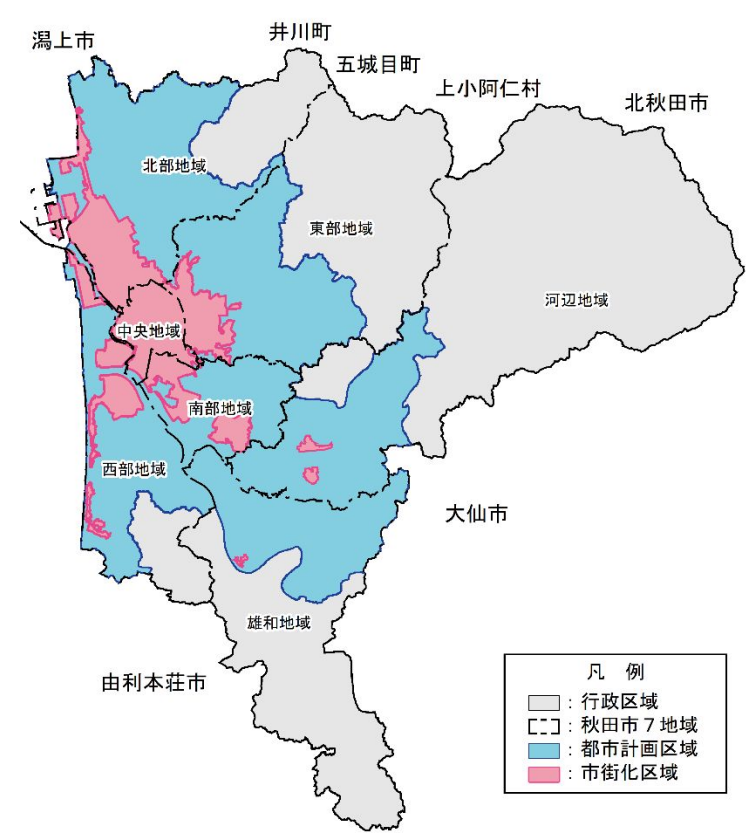 井川町
潟上市
五城目町
上小阿仁村
北秋田市
北部地域
東部地域
河辺地域
中央地域
南部地域
西部地域
大仙市
雄和地域
由利本荘市
凡 例
：行政区域
：秋田市７地域
：都市計画区域
：市街化区域